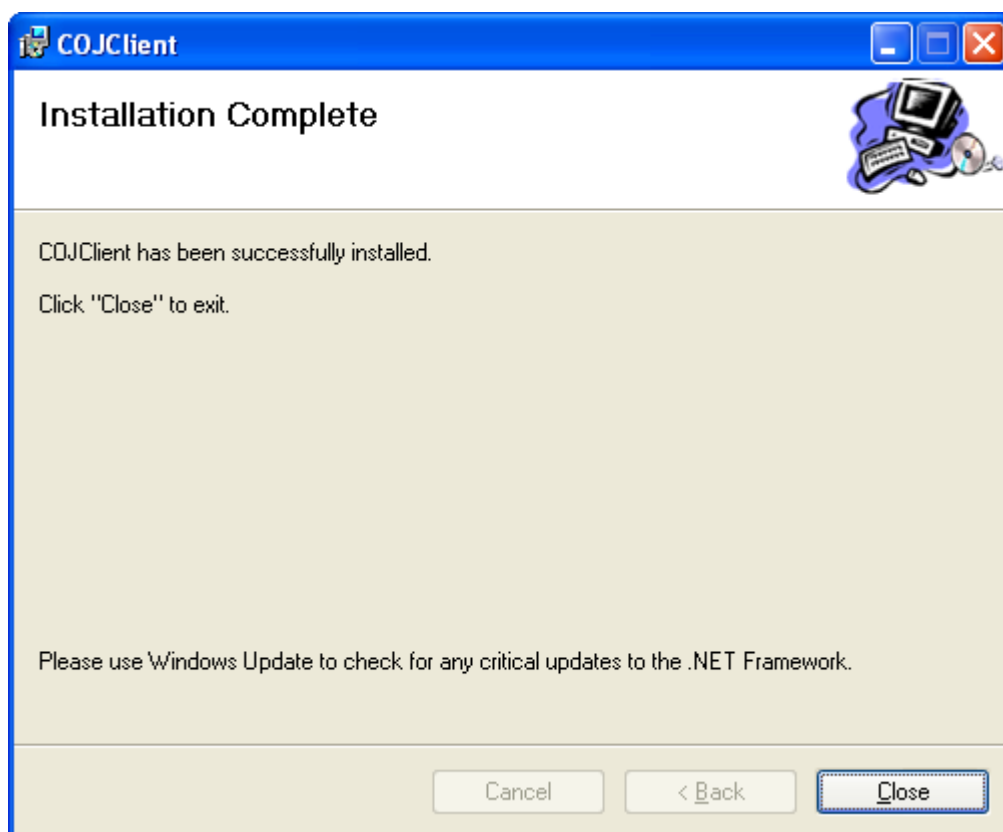 COJClient
Installation Complete
COJClient has been successfully installed.
Click "Close" to exit.
Please use Windows Update to check for any critical updates to the .NET Framework.
Cancel
< Back
Close